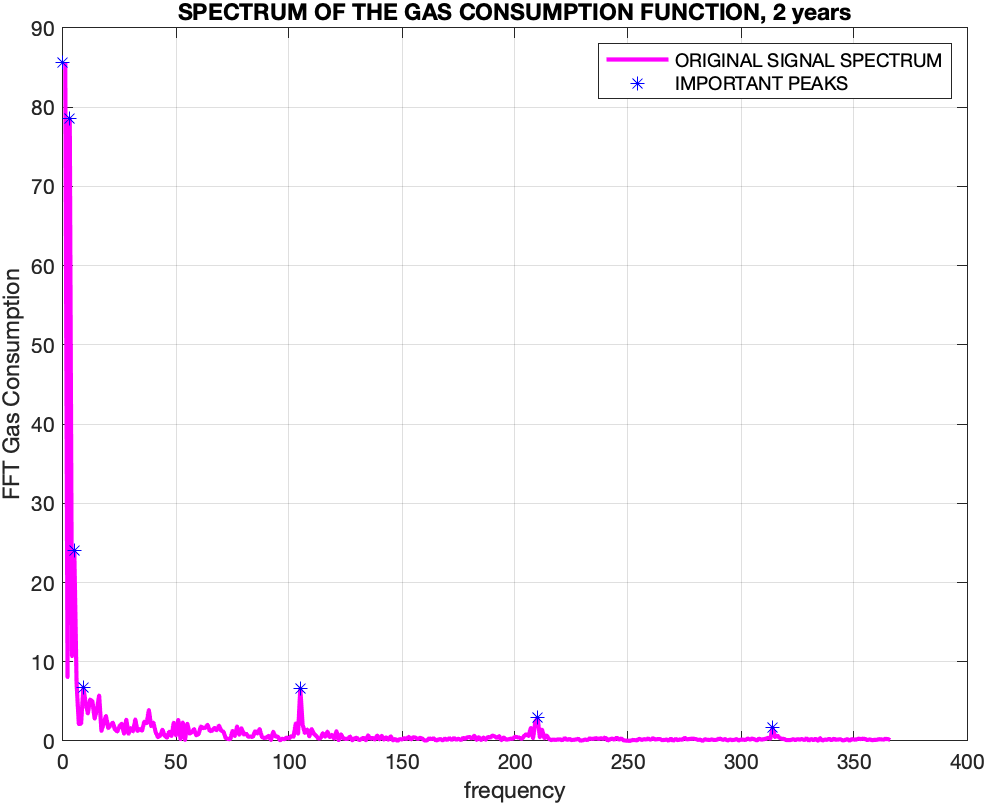 SPECTRUM OF THE GAS CONSUMPTION FUNCTION, 2 years
ORIGINAL SIGNAL SPECTRUM
IMPORTANT PEAKS
FFT Gas Consumption
90
80
70
60
50
40
30
20
10
0
0 50 100 150 200 250 300 350 400
frequency